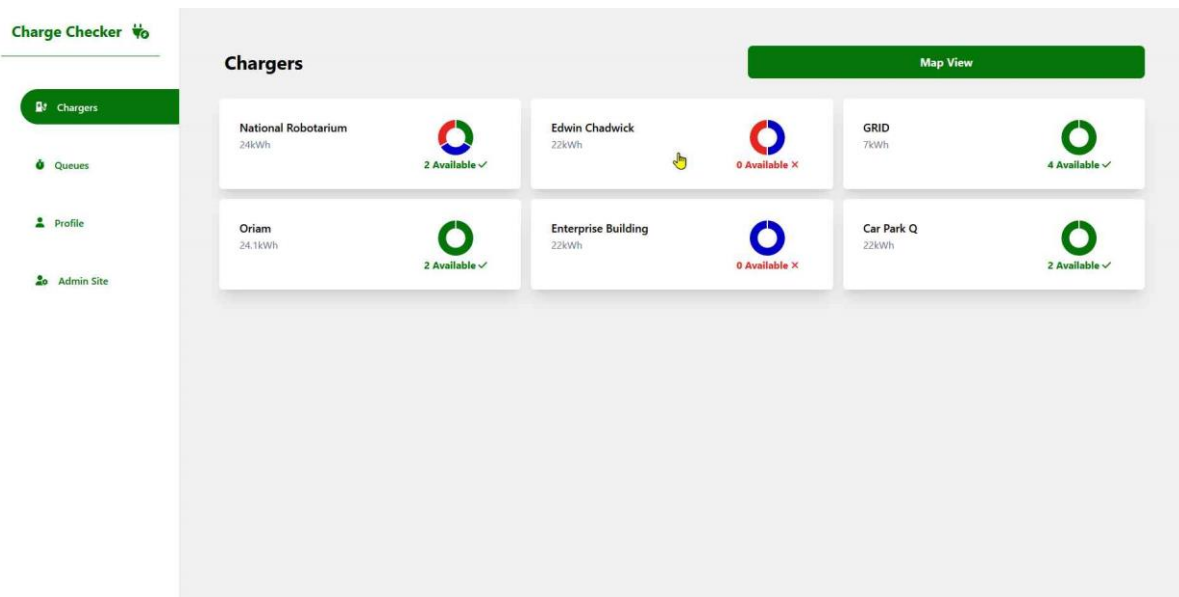 Charge Checker
Chargers
Queues
Profile
Admin Site
Chargers
Map View
National Robotarium
24kWh
2 Available
Edwin Chadwick
22kWh
0 Available
GRID
7kWh
4 Available
Oriam
24.1kWh
2 Available
Enterprise Building
22kWh
0 Available
Car Park Q
22kWh
2 Available